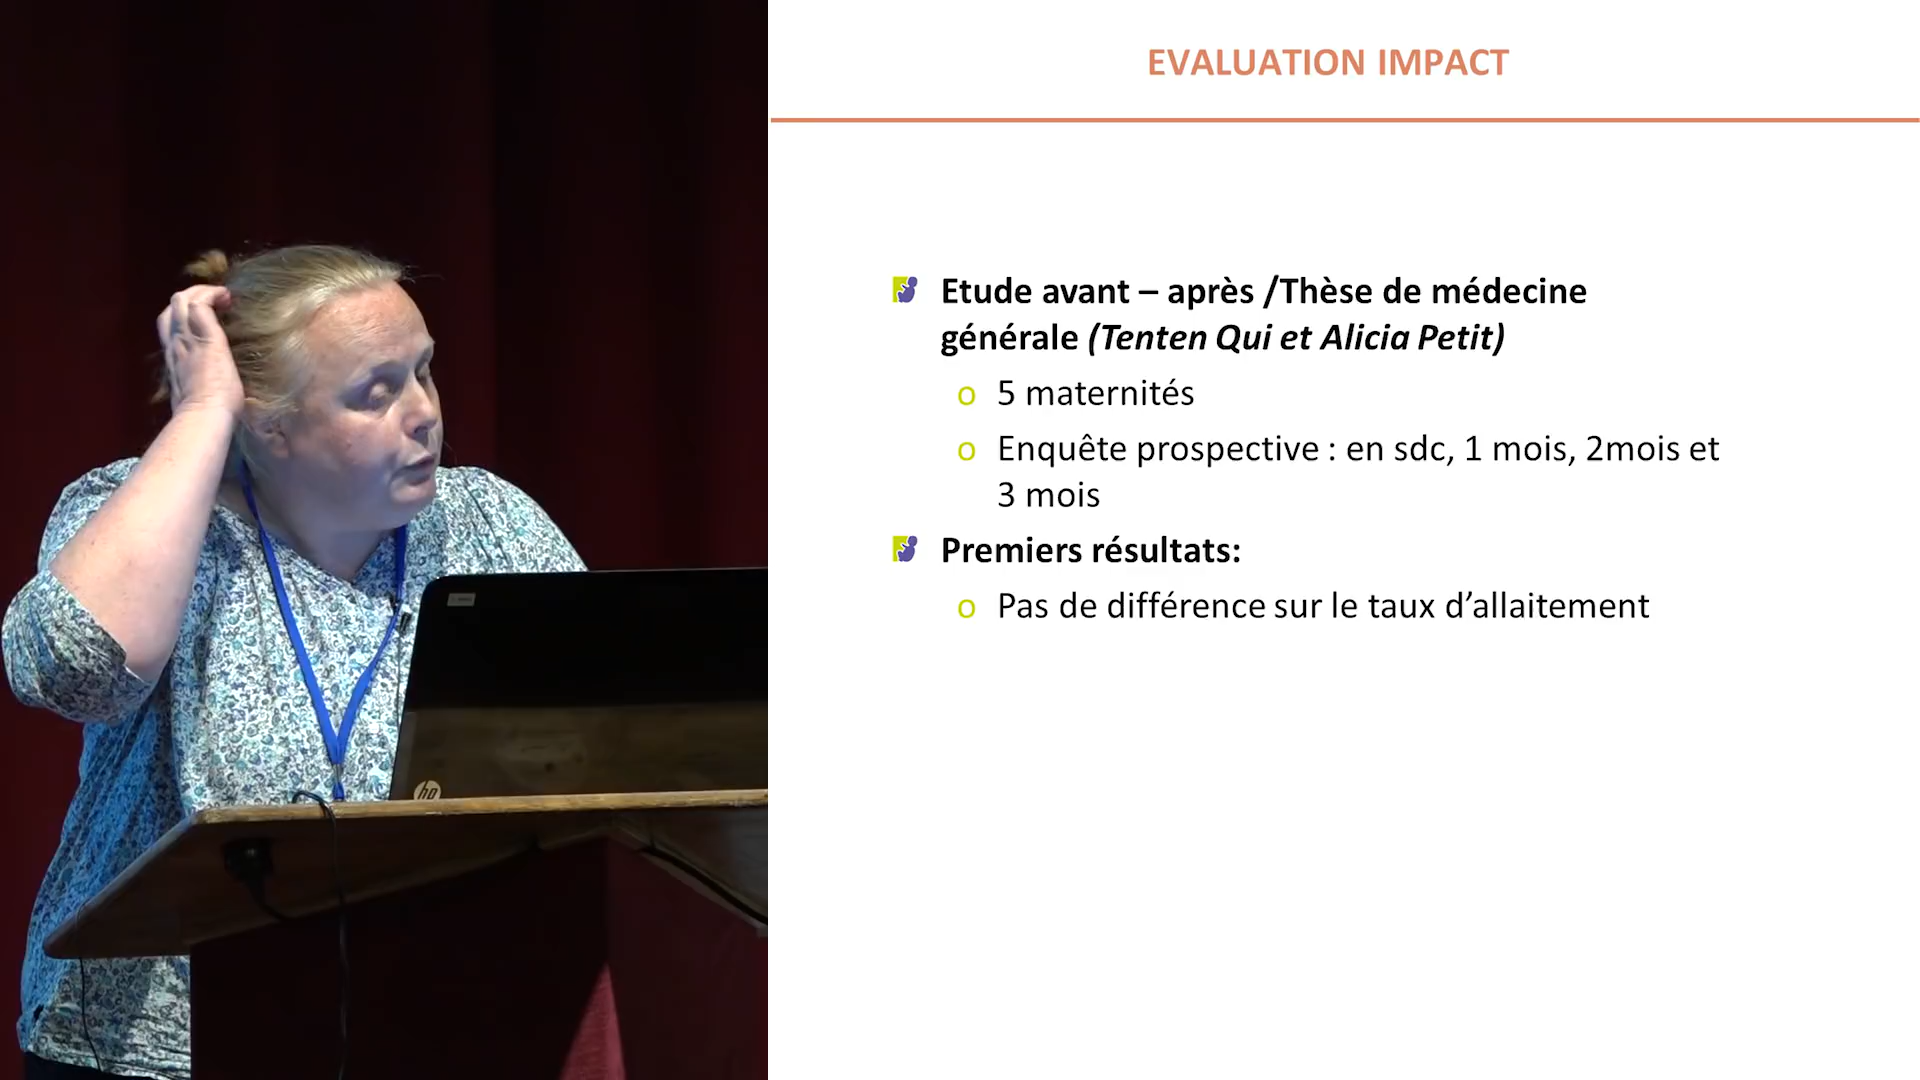 EVALUATION IMPACT
Etude avant – après /Thèse de médecine
générale (Tenten Qui et Alicia Petit)
o 5 maternités
o Enquête prospective : en sdc, 1 mois, 2mois et
3 mois
Premiers résultats:
o Pas de différence sur le taux d’allaitement
hp